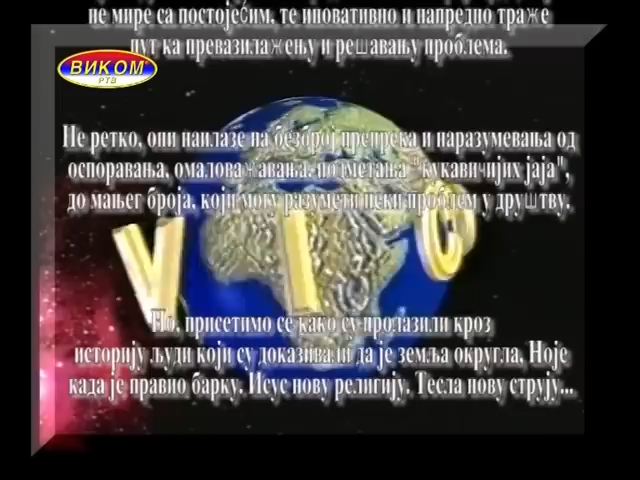 не мире са постојећим, те иновативно и напредно траже
пут ка превазилажењу и решавању проблема.
ВИКОМ
РТВ
Не ретко, они наилазе на безброј препрека и наразумевања од
оспоравања, омаловажавања, подметања "кукавичијих јаја",
до мањег броја, који могу разумети неки проблем у друштву.
VIC
Но, присетимо се како су пролазили кроз
историју људи који су доказивали да је земља округла, Ноје
када је правио барку, Исус нову религију, Тесла нову струју...